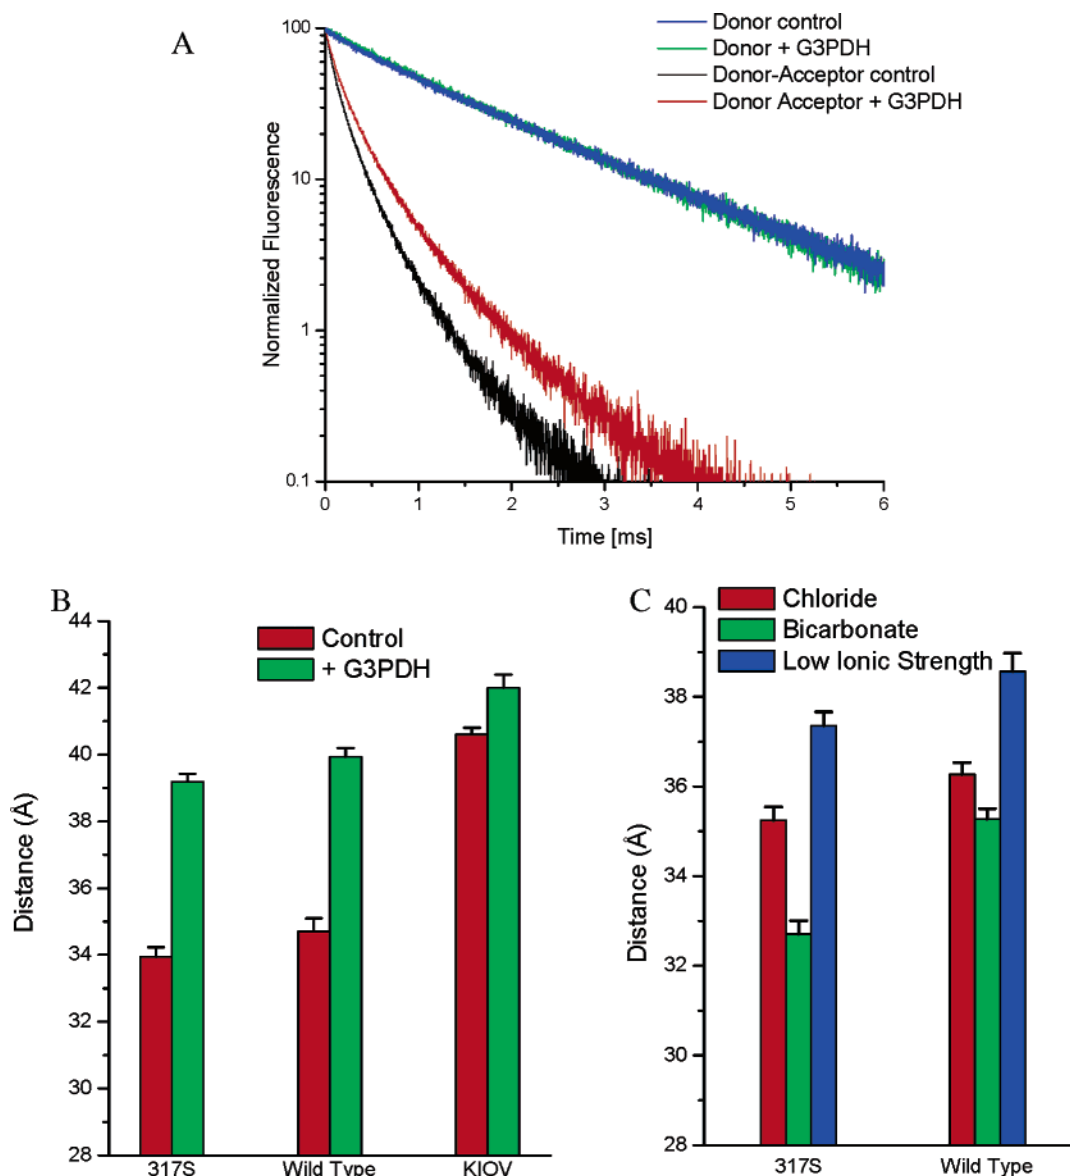 A
Donor control
Donor + G3PDH
Donor-Acceptor control
Donor Acceptor + G3PDH
100
10
1
0.1
Normalized Fluorescence
0 1 2 3 4 5 6
Time [ms]
B
Control
+ G3PDH
44
42
40
38
36
34
32
30
28
Distance (Å)
317S Wild Type KIOV
C
Chloride
Bicarbonate
Low Ionic Strength
40
38
36
34
32
30
28
Distance (Å)
317S Wild Type